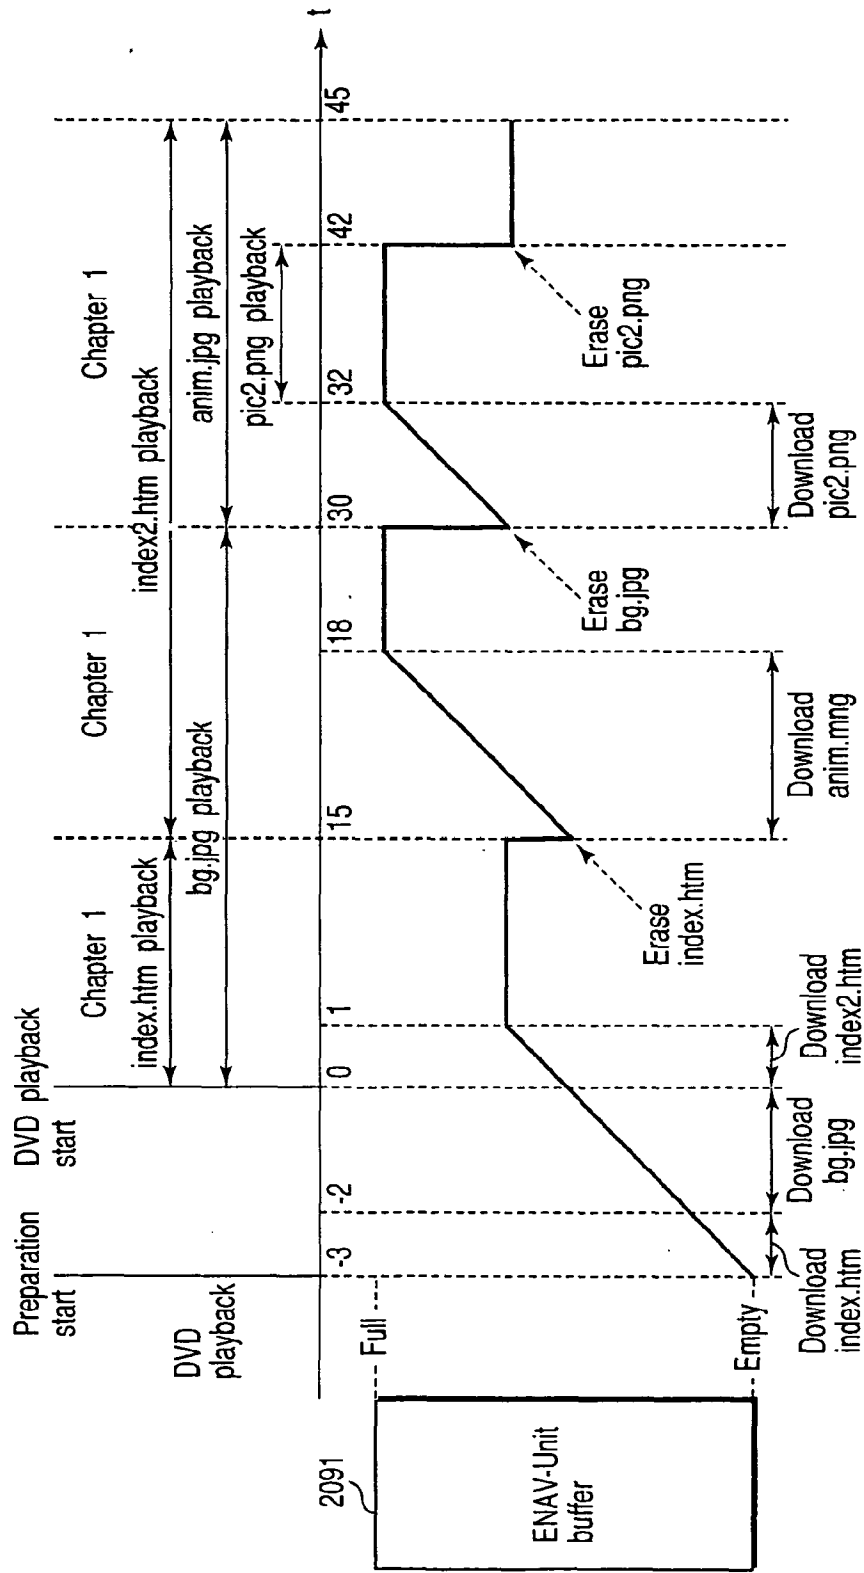 Preparation
start
DVD playback
start
DVD
playback
Chapter 1
Chapter 1
Chapter 1
index.htm playback
index2.htm playback
bg.jpg playback
anim.jpg playback
pic2.png playback
-3
-2
0
1
15
18
30
32
42
45
t
2091
Full
Empty
ENAV-Unit
buffer
Erase
index.htm
Erase
bg.jpg
Erase
pic2.png
Download
index.htm
Download
bg.jpg
Download
index2.htm
Download
anim.mng
Download
pic2.png